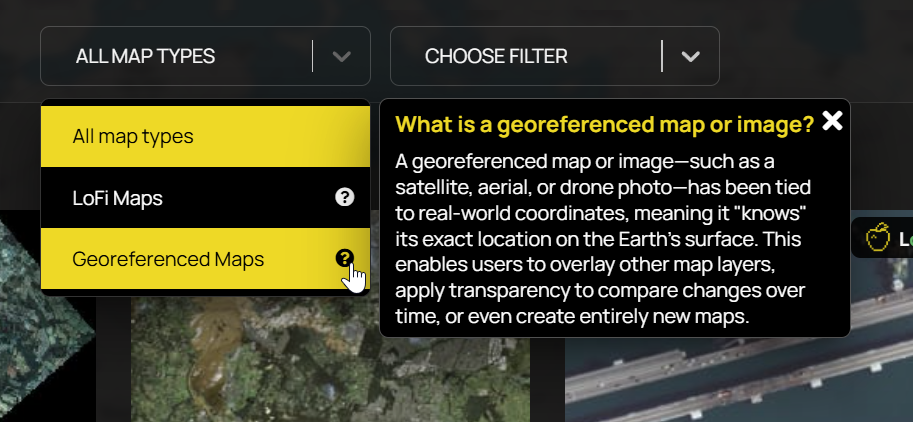 ALL MAP TYPES
CHOOSE FILTER
All map types
LoFi Maps
Georeferenced Maps
What is a georeferenced map or image?
A georeferenced map or image—such as a
satellite, aerial, or drone photo—has been tied
to real-world coordinates, meaning it "knows"
its exact location on the Earth's surface. This
enables users to overlay other map layers,
apply transparency to compare changes over
time, or even create entirely new maps.